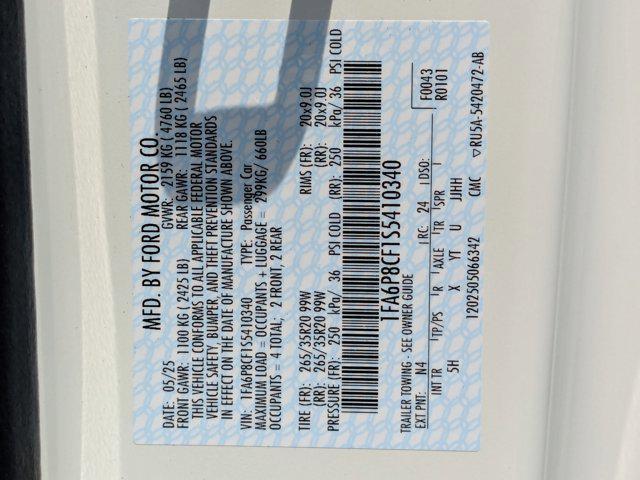 MFD. BY FORD MOTOR CO.
DATE: 05/25 GVWR: 2159 KG ( 4760 LB)
FRONT GAWR: 1100 KG ( 2425 LB) REAR GAWR: 1118 KG ( 2465 LB)
THIS VEHICLE CONFORMS TO ALL APPLICABLE FEDERAL MOTOR
VEHICLE SAFETY, BUMPER, AND THEFT PREVENTION STANDARDS
IN EFFECT ON THE DATE OF MANUFACTURE SHOWN ABOVE.
VIN: 1FA6P8CF1S5410340 TYPE: Passenger Car
MAXIMUM LOAD = OCCUPANTS + LUGGAGE = 299KG/ 660LB
OCCUPANTS = 4 TOTAL, 2 FRONT, 2 REAR
TIRE (FR): 265/35R20 99W RIMS (FR): 20x9.0J
(RR): 265/35R20 99W (RR): 20x9.0J
PRESSURE (FR): 250 kPa/ 36 PSI COLD (RR): 250 kPa/ 36 PSI COLD
1FA6P8CF1S5410340
TRAILER TOWING - SEE OWNER GUIDE
EXT PNT: N4 RC: 24 DSO: F0043
R0101
INT TR TP/PS R AXLE TR SPR
5H X YT U JJHH
1202505066342 CMC ▽RU5A-5420472-AB